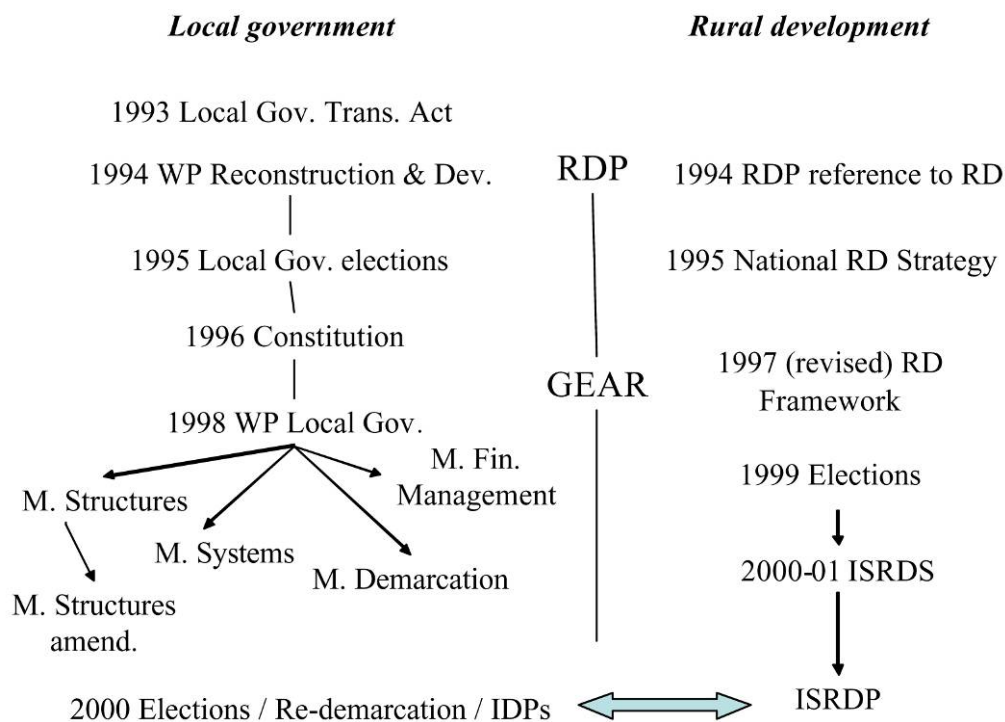 Local government
Rural development
1993 Local Gov. Trans. Act
1994 WP Reconstruction & Dev.
RDP
1994 RDP reference to RD
1995 Local Gov. elections
1995 National RD Strategy
1996 Constitution
GEAR
1997 (revised) RD
Framework
1998 WP Local Gov.
M. Fin.
Management
1999 Elections
M. Structures
M. Systems
M. Demarcation
2000-01 ISRDS
M. Structures
amend.
2000 Elections / Re-demarcation / IDPs
ISRDP